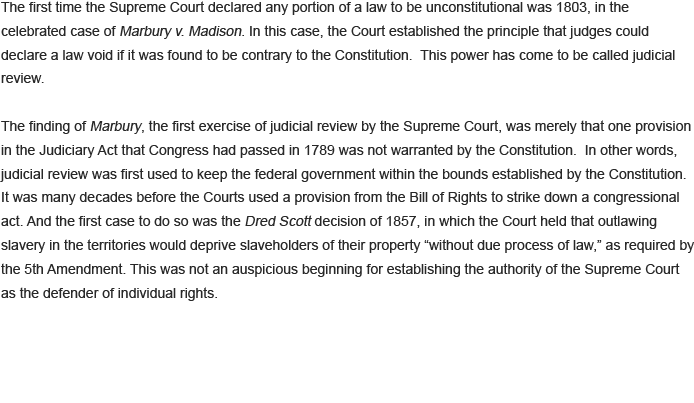 The first time the Supreme Court declared any portion of a law to be unconstitutional was 1803, in the
celebrated case of Marbury v. Madison. In this case, the Court established the principle that judges could
declare a law void if it was found to be contrary to the Constitution.  This power has come to be called judicial
review.

The finding of Marbury, the first exercise of judicial review by the Supreme Court, was merely that one provision
in the Judiciary Act that Congress had passed in 1789 was not warranted by the Constitution.  In other words,
judicial review was first used to keep the federal government within the bounds established by the Constitution.
It was many decades before the Courts used a provision from the Bill of Rights to strike down a congressional
act. And the first case to do so was the Dred Scott decision of 1857, in which the Court held that outlawing
slavery in the territories would deprive slaveholders of their property “without due process of law,” as required by
the 5th Amendment. This was not an auspicious beginning for establishing the authority of the Supreme Court
as the defender of individual rights.